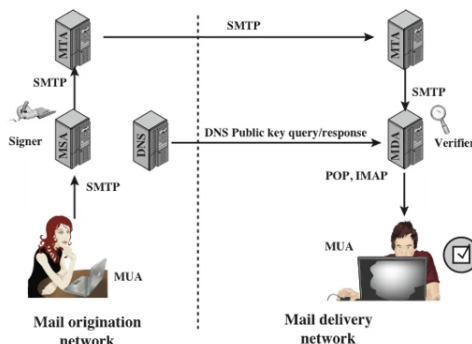 MTA
SMTP
MTA
SMTP
SMTP
Signer
MSA
DNS
DNS Public key query/response
MDA
Verifier
SMTP
POP, IMAP
MUA
MUA
Mail origination
network
Mail delivery
network